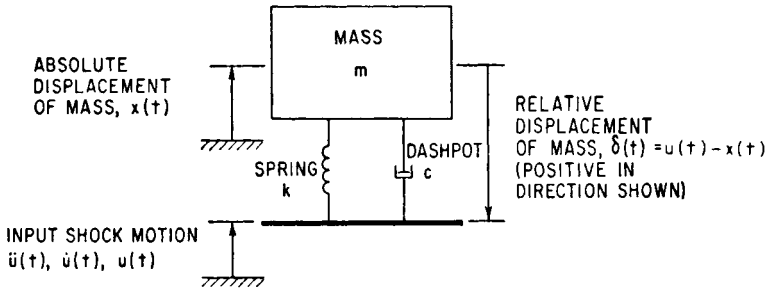 MASS
m
ABSOLUTE
DISPLACEMENT
OF MASS, x(t)
SPRING
k
DASHPOT
c
RELATIVE
DISPLACEMENT
OF MASS, δ(t) = u(t) – x(t)
(POSITIVE IN
DIRECTION SHOWN)
INPUT SHOCK MOTION
ü(t), u̇(t), u(t)